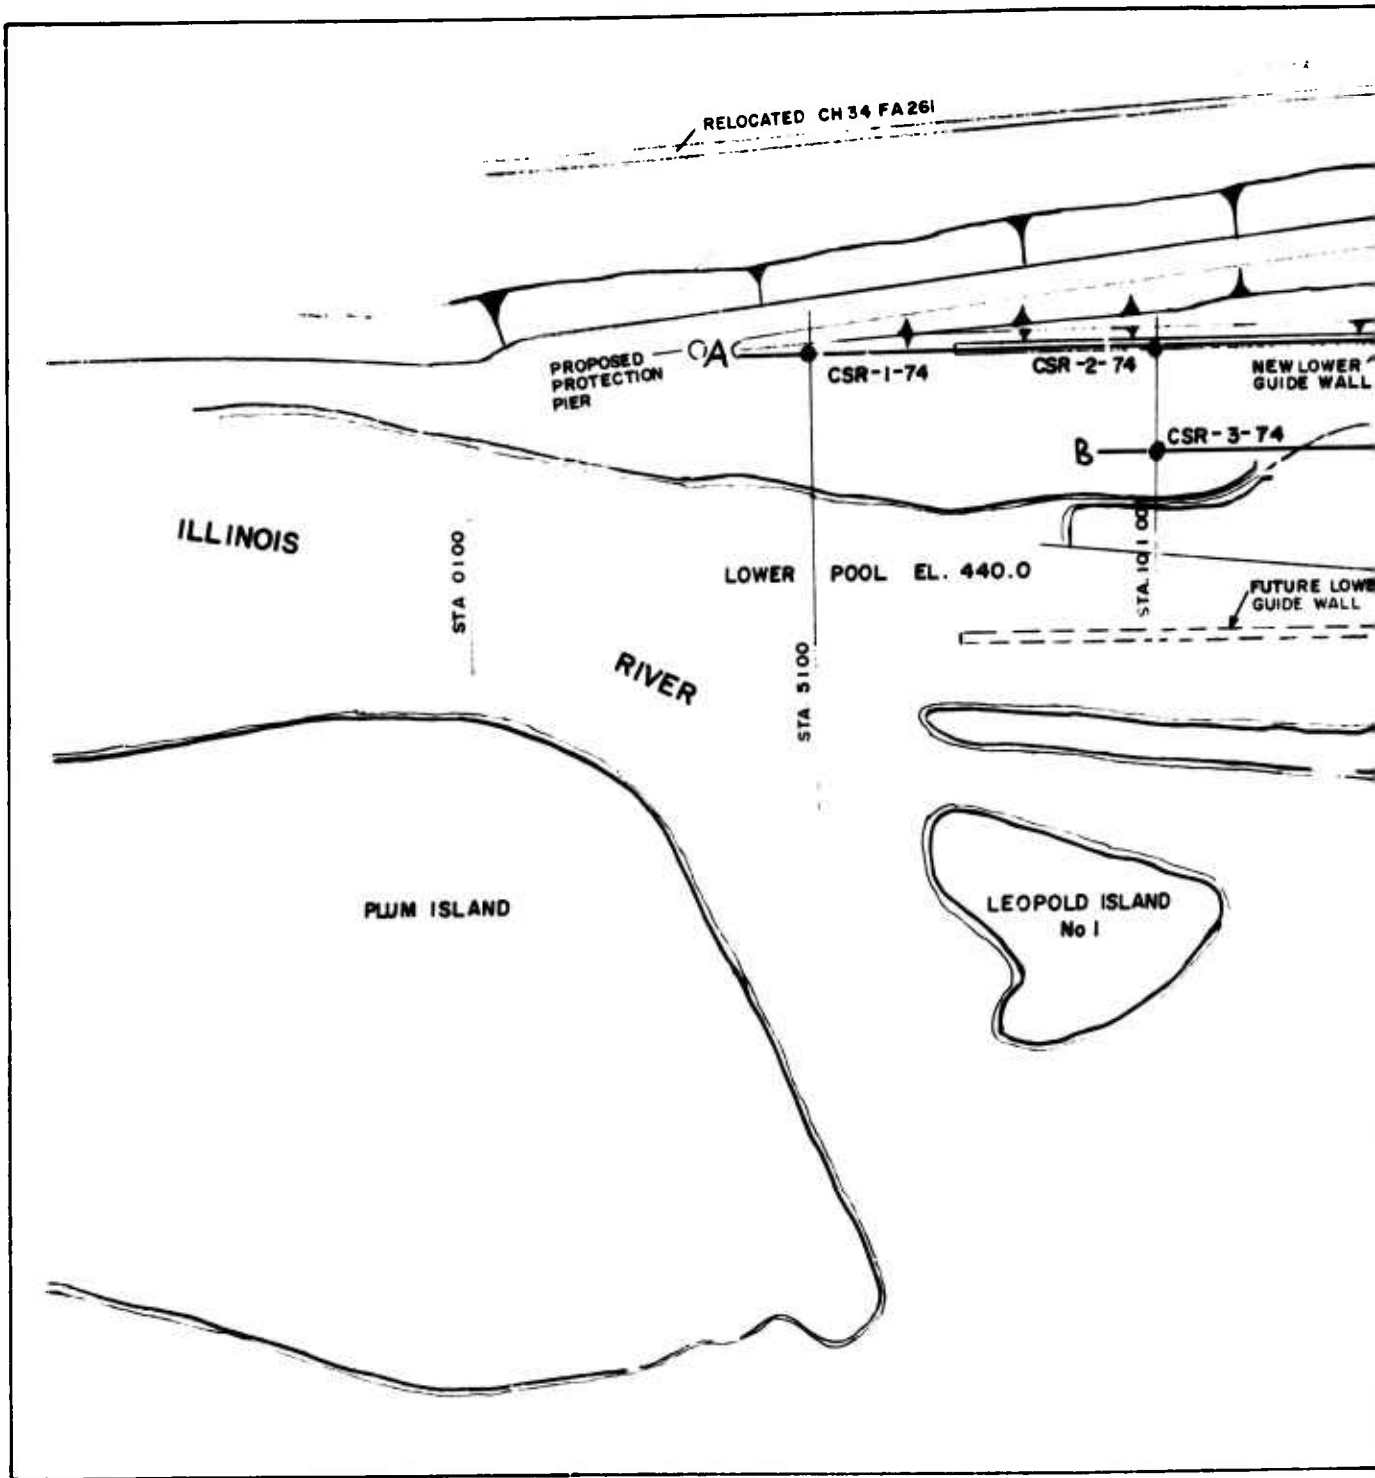 RELOCATED CH 34 FA 261
PROPOSED
PROTECTION
PIER
A
CSR-1-74
CSR-2-74
NEW LOWER
GUIDE WALL
B
CSR-3-74
ILLINOIS
STA 0100
LOWER POOL EL. 440.0
STA. 10100
FUTURE LOWE
GUIDE WALL
RIVER
STA 5100
PLUM ISLAND
LEOPOLD ISLAND
No 1